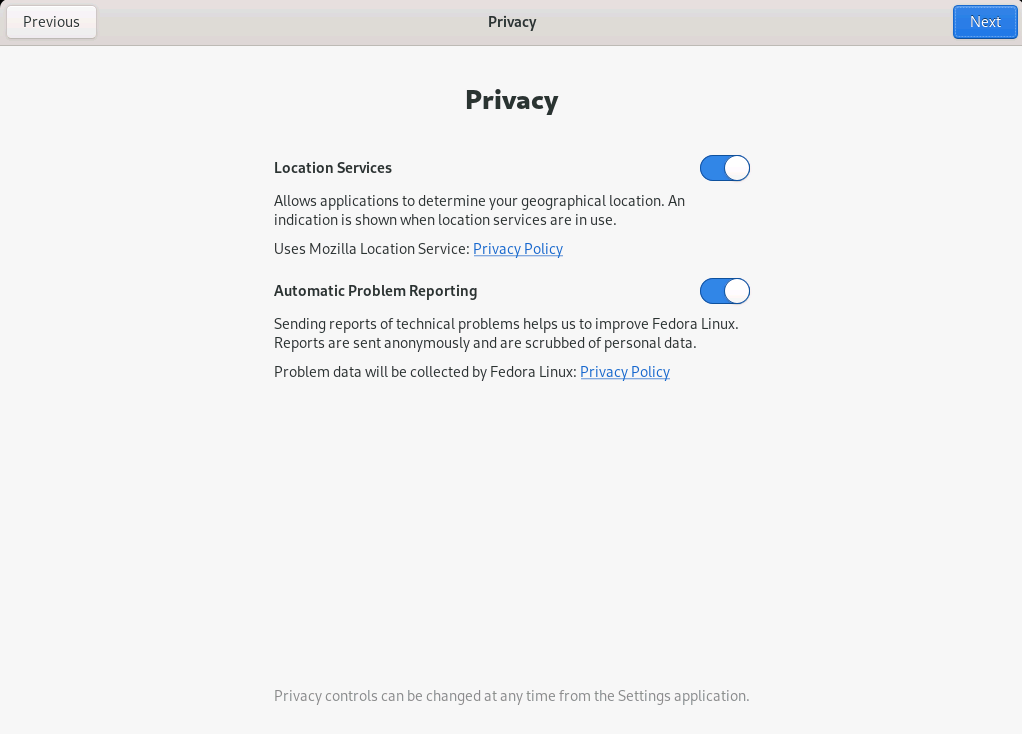 Previous
Privacy
Next
Privacy
Location Services
Allows applications to determine your geographical location. An
indication is shown when location services are in use.
Uses Mozilla Location Service: Privacy Policy
Automatic Problem Reporting
Sending reports of technical problems helps us to improve Fedora Linux.
Reports are sent anonymously and are scrubbed of personal data.
Problem data will be collected by Fedora Linux: Privacy Policy
Privacy controls can be changed at any time from the Settings application.